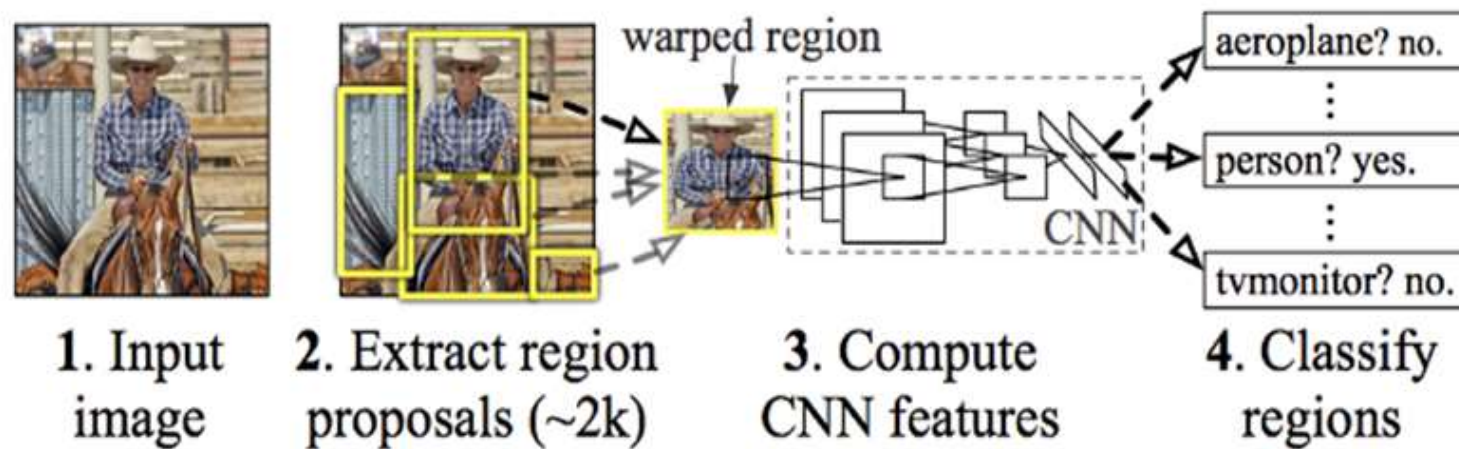 warped region
aeroplane? no.
person? yes.
tvmonitor? no.
CNN
1. Input
image
2. Extract region
proposals (~2k)
3. Compute
CNN features
4. Classify
regions